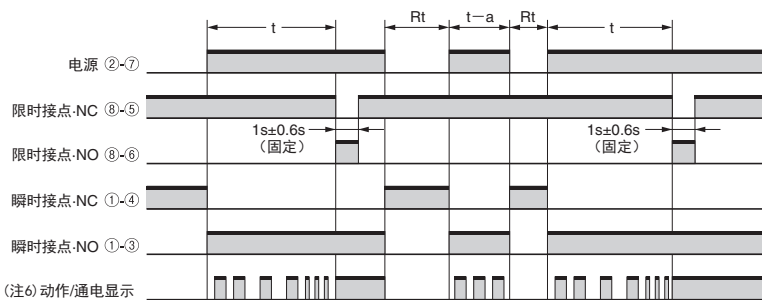 t Rt t－a Rt t
电源 ②-⑦
限时接点·NC ⑧-⑤
1s±0.6s 1s±0.6s
(固定) (固定)
限时接点·NO ⑧-⑥
瞬时接点·NC ①-④
瞬时接点·NO ①-③
(注6)动作/通电显示